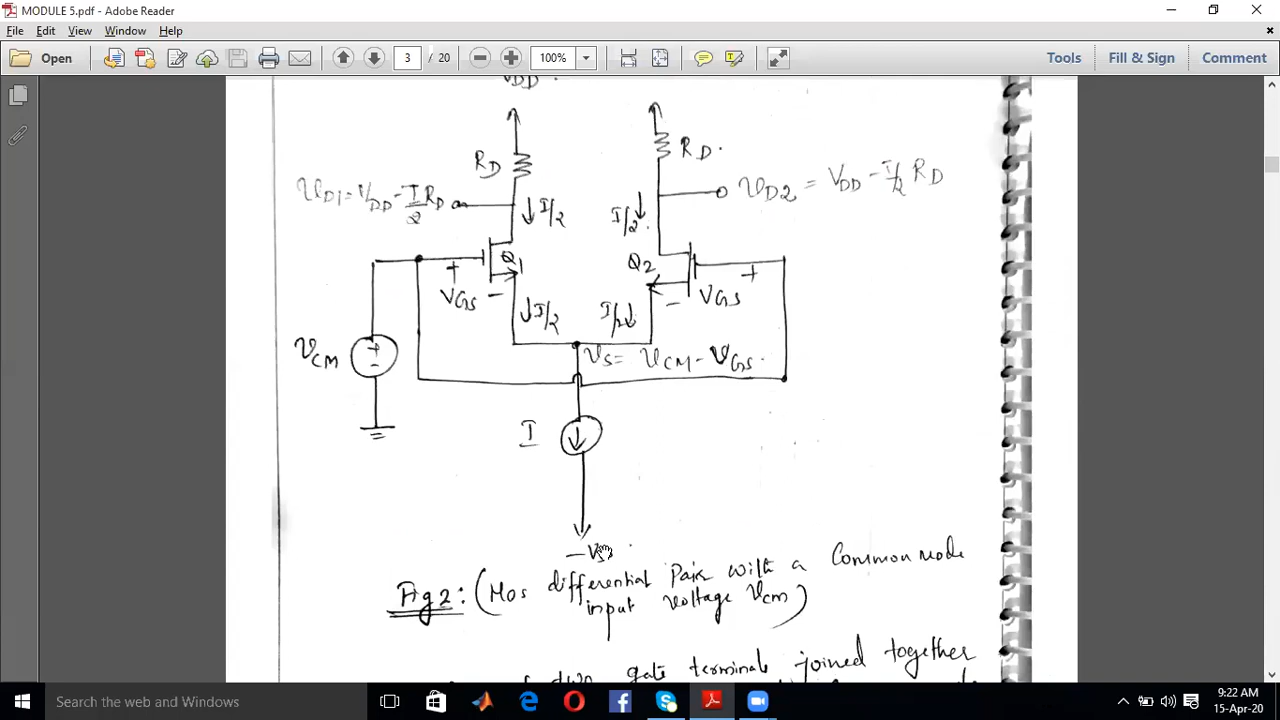 MODULE 5.pdf - Adobe Reader
File Edit View Window Help
Open 3 / 20 100% Tools Fill & Sign Comment
VDD.
RD RD.
VD1 = VDD - I/2 RD I/2 I/2. VD2 = VDD - I/2 RD
Q1 Q2
+ VGS - - VGS +
I/2 I/2
VCM + - VS = VCM - VGS.
I
Fig 2: (Mos differential Pair with a Common mode
input voltage VCM)
gate terminals joined together
Search the web and Windows
9:22 AM
15-Apr-20